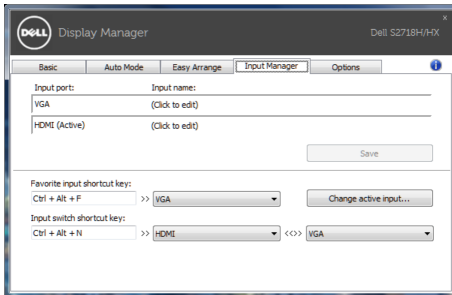 DELL Display Manager Dell S2718H/HX
Basic Auto Mode Easy Arrange Input Manager Options
Input port: Input name:
VGA (Click to edit)
HDMI (Active) (Click to edit)
Save
Favorite input shortcut key:
Ctrl + Alt + F >> VGA Change active input...
Input switch shortcut key:
Ctrl + Alt + N >> HDMI <<>> VGA